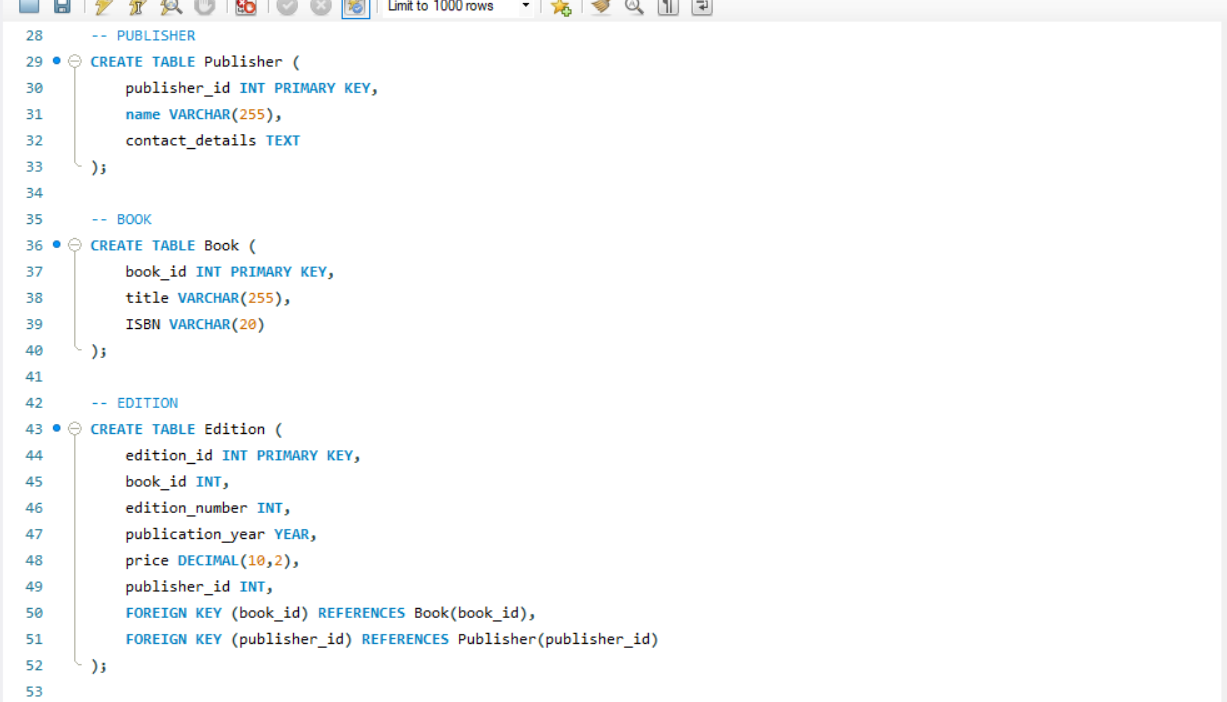 Limit to 1000 rows
28 -- PUBLISHER
29 CREATE TABLE Publisher (
30 publisher_id INT PRIMARY KEY,
31 name VARCHAR(255),
32 contact_details TEXT
33 );
34
35 -- BOOK
36 CREATE TABLE Book (
37 book_id INT PRIMARY KEY,
38 title VARCHAR(255),
39 ISBN VARCHAR(20)
40 );
41
42 -- EDITION
43 CREATE TABLE Edition (
44 edition_id INT PRIMARY KEY,
45 book_id INT,
46 edition_number INT,
47 publication_year YEAR,
48 price DECIMAL(10,2),
49 publisher_id INT,
50 FOREIGN KEY (book_id) REFERENCES Book(book_id),
51 FOREIGN KEY (publisher_id) REFERENCES Publisher(publisher_id)
52 );
53